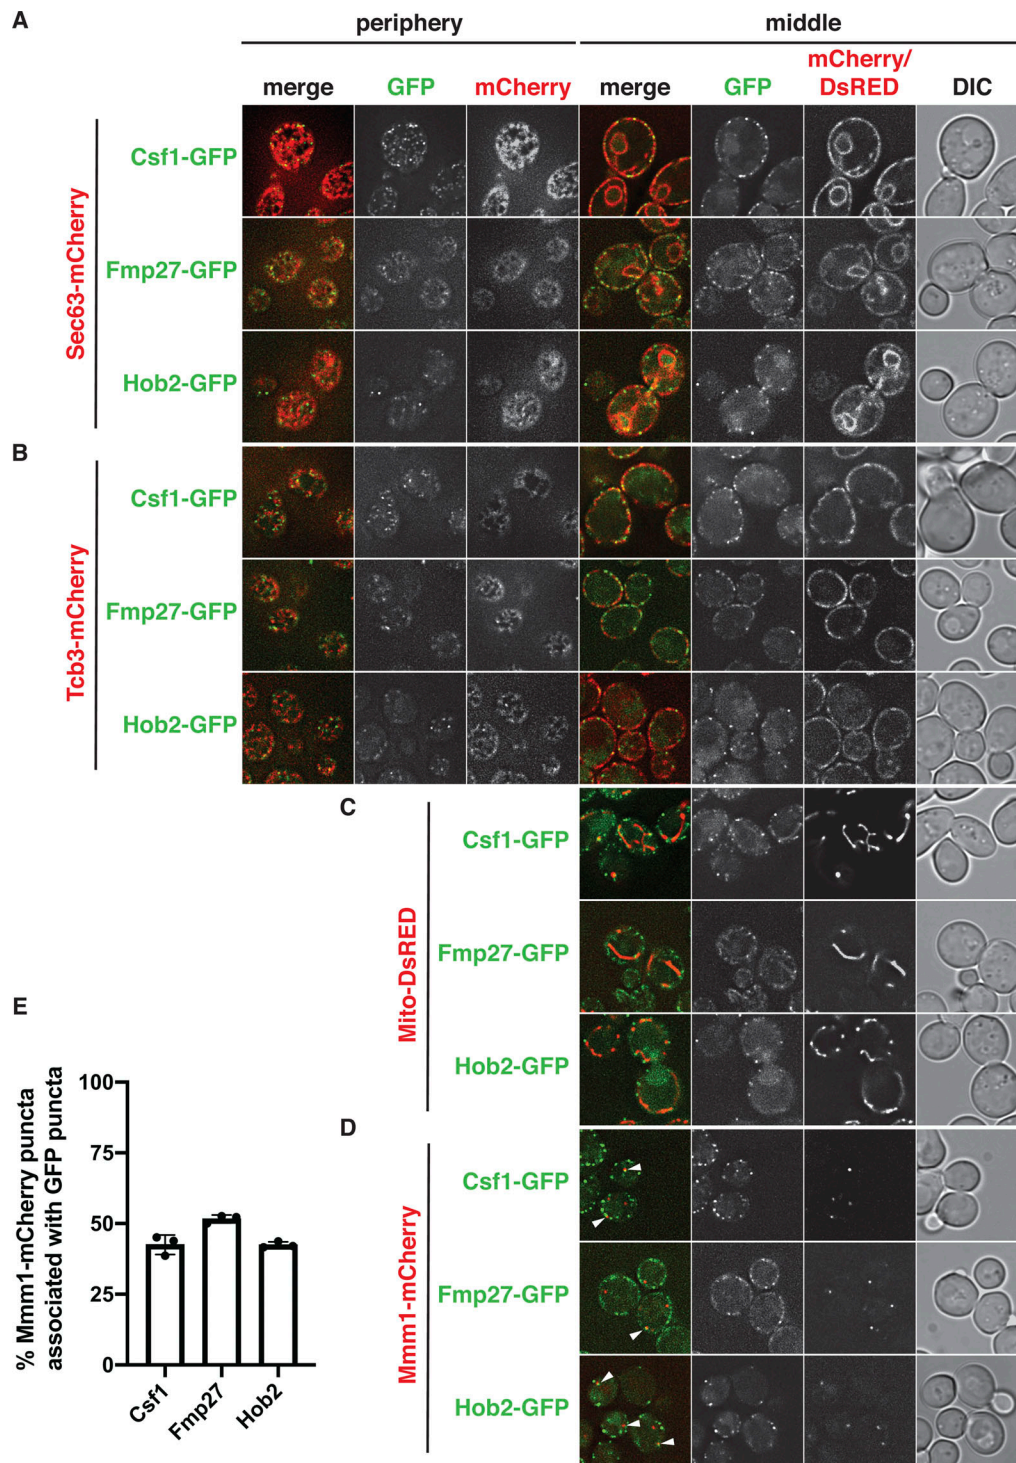 A
periphery
middle
merge
GFP
mCherry
merge
GFP
mCherry/
DsRED
DIC
Sec63-mCherry
Csf1-GFP
Fmp27-GFP
Hob2-GFP
B
Tcb3-mCherry
Csf1-GFP
Fmp27-GFP
Hob2-GFP
C
Mito-DsRED
Csf1-GFP
Fmp27-GFP
Hob2-GFP
D
Mmm1-mCherry
Csf1-GFP
Fmp27-GFP
Hob2-GFP
E
% Mmm1-mCherry puncta
associated with GFP puncta
100
75
50
25
0
Csf1
Fmp27
Hob2